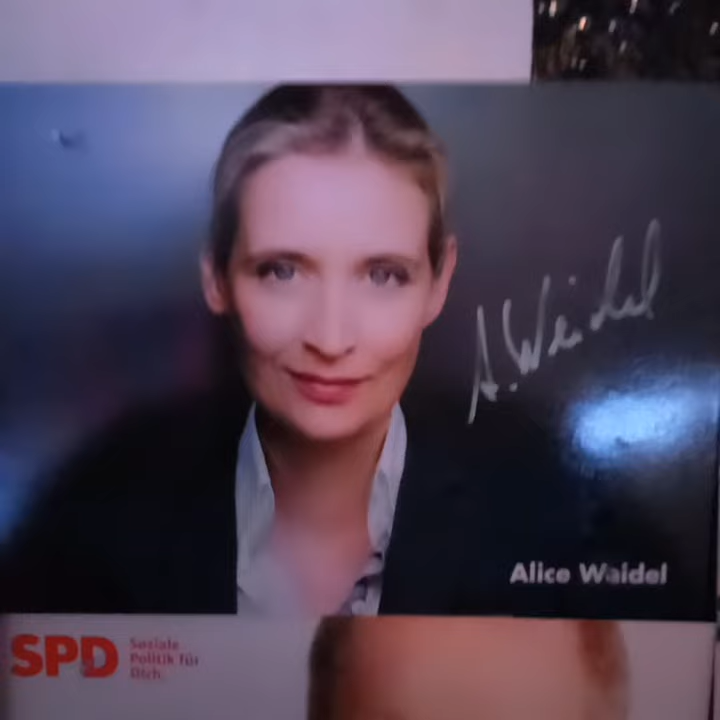 A. Weidel
Alice Weidel
SPD
Soziale
Politik für
Dich.